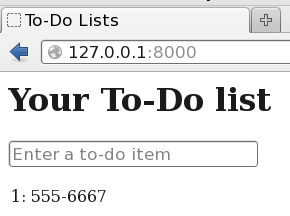 To-Do Lists
127.0.0.1:8000
Your To-Do list
Enter a to-do item
1: 555-6667